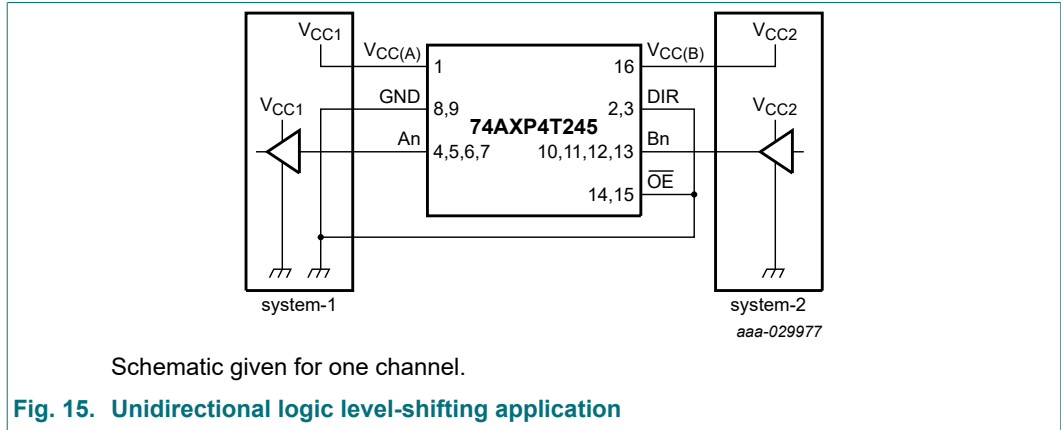 VCC1
VCC2
VCC(A)
VCC(B)
1
16
GND
DIR
8,9
2,3
VCC1
VCC2
74AXP4T245
An
Bn
4,5,6,7
10,11,12,13
OE
14,15
system-1
system-2
aaa-029977
Schematic given for one channel.
Fig. 15. Unidirectional logic level-shifting application